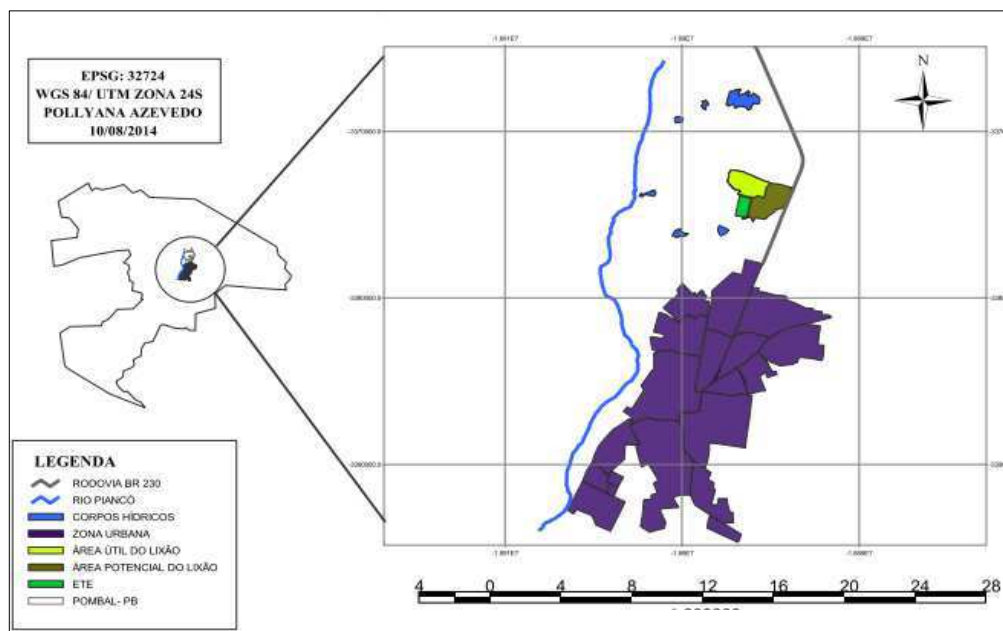 EPSG: 32724
WGS 84/ UTM ZONA 24S
POLLYANA AZEVEDO
10/08/2014
N
LEGENDA
RODOVIA BR 230
RIO PIANCÓ
CORPOS HÍDRICOS
ZONA URBANA
ÁREA ÚTIL DO LIXÃO
ÁREA POTENCIAL DO LIXÃO
ETE
POMBAL- PB
4 0 4 8 12 16 20 24 28